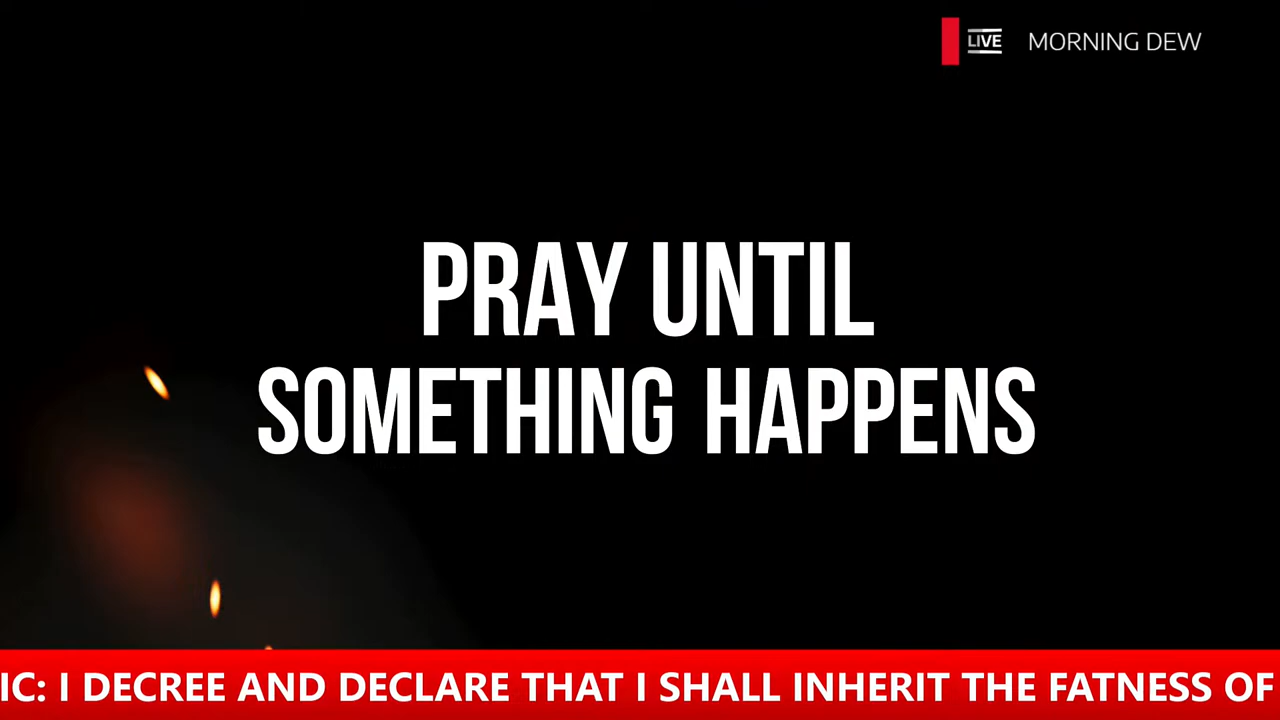 LIVE MORNING DEW
PRAY UNTIL
SOMETHING HAPPENS
IC: I DECREE AND DECLARE THAT I SHALL INHERIT THE FATNESS OF